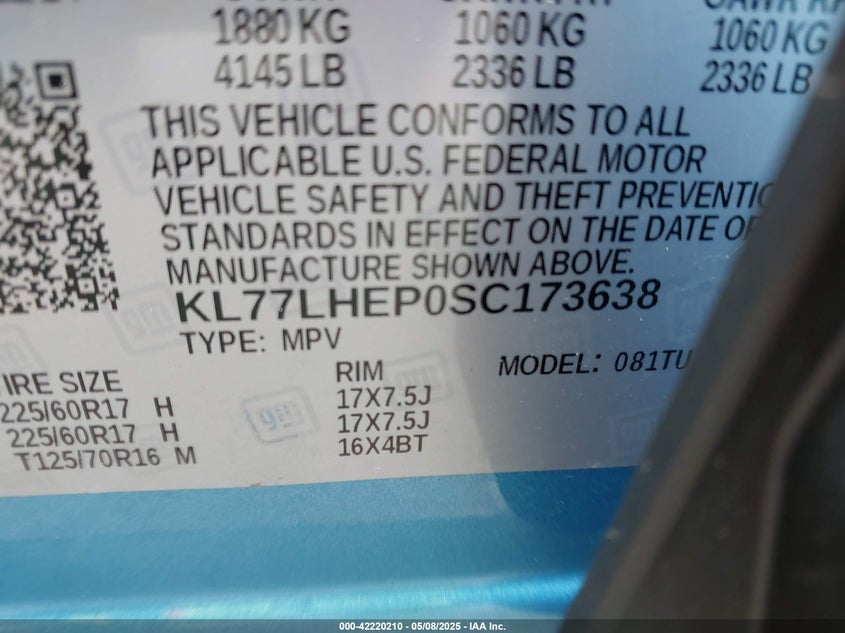 1880 KG 1060 KG 1060 KG
4145 LB 2336 LB 2336 LB
THIS VEHICLE CONFORMS TO ALL
APPLICABLE U.S. FEDERAL MOTOR
VEHICLE SAFETY AND THEFT PREVENTIO
STANDARDS IN EFFECT ON THE DATE OF
MANUFACTURE SHOWN ABOVE.
KL77LHEP0SC173638
TYPE: MPV
MODEL: 081TU
IRE SIZE RIM
225/60R17 H 17X7.5J
225/60R17 H 17X7.5J
T125/70R16 M 16X4BT
gm
000-42220210 - 05/08/2025 - IAA Inc.